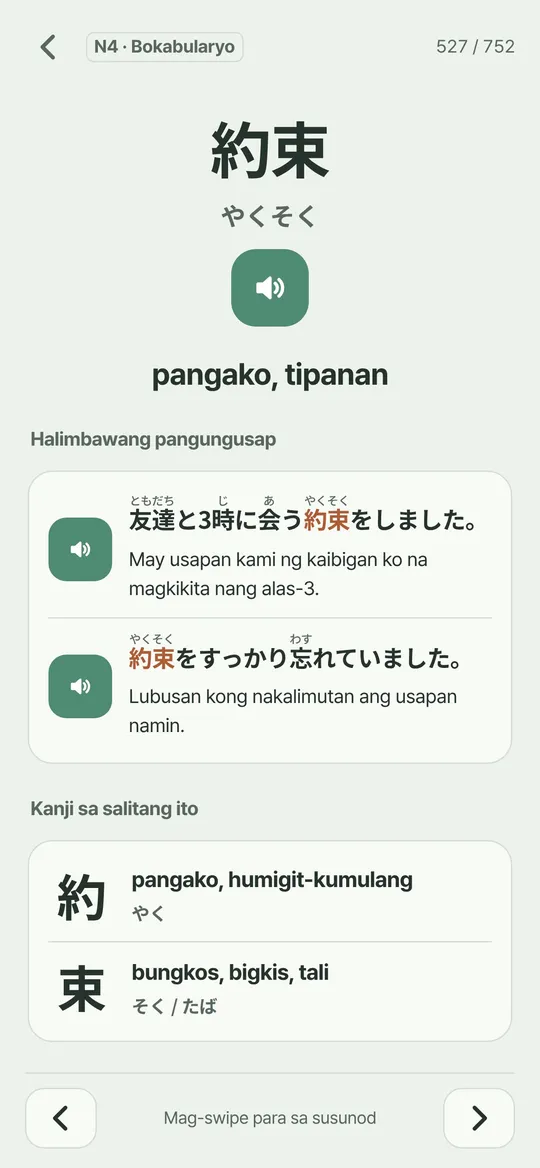 N4 · Bokabularyo
527 / 752
約束
やくそく
pangako, tipanan
Halimbawang pangungusap
ともだち じ あ やくそく
友達と3時に会う約束をしました。
May usapan kami ng kaibigan ko na
magkikita nang alas-3.
やくそく わす
約束をすっかり忘れていました。
Lubusan kong nakalimutan ang usapan
namin.
Kanji sa salitang ito
約
pangako, humigit-kumulang
やく
束
bungkos, bigkis, tali
そく / たば
Mag-swipe para sa susunod